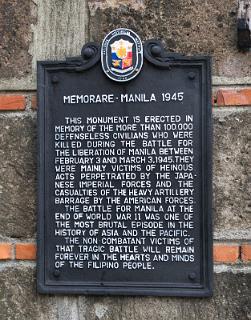 MEMORARE - MANILA 1945
THIS MONUMENT IS ERECTED IN
MEMORY OF THE MORE THAN 100,000
DEFENSELESS CIVILIANS WHO WERE
KILLED DURING THE BATTLE FOR
THE LIBERATION OF MANILA BETWEEN
FEBRUARY 3 AND MARCH 3, 1945. THEY
WERE MAINLY VICTIMS OF HEINOUS
ACTS PERPETRATED BY THE JAPA-
NESE IMPERIAL FORCES AND THE
CASUALTIES OF THE HEAVY ARTILLERY
BARRAGE BY THE AMERICAN FORCES.
THE BATTLE FOR MANILA AT THE
END OF WORLD WAR II WAS ONE OF
THE MOST BRUTAL EPISODE IN THE
HISTORY OF ASIA AND THE PACIFIC.
THE NON COMBATANT VICTIMS OF
THAT TRAGIC BATTLE WILL REMAIN
FOREVER IN THE HEARTS AND MINDS
OF THE FILIPINO PEOPLE.